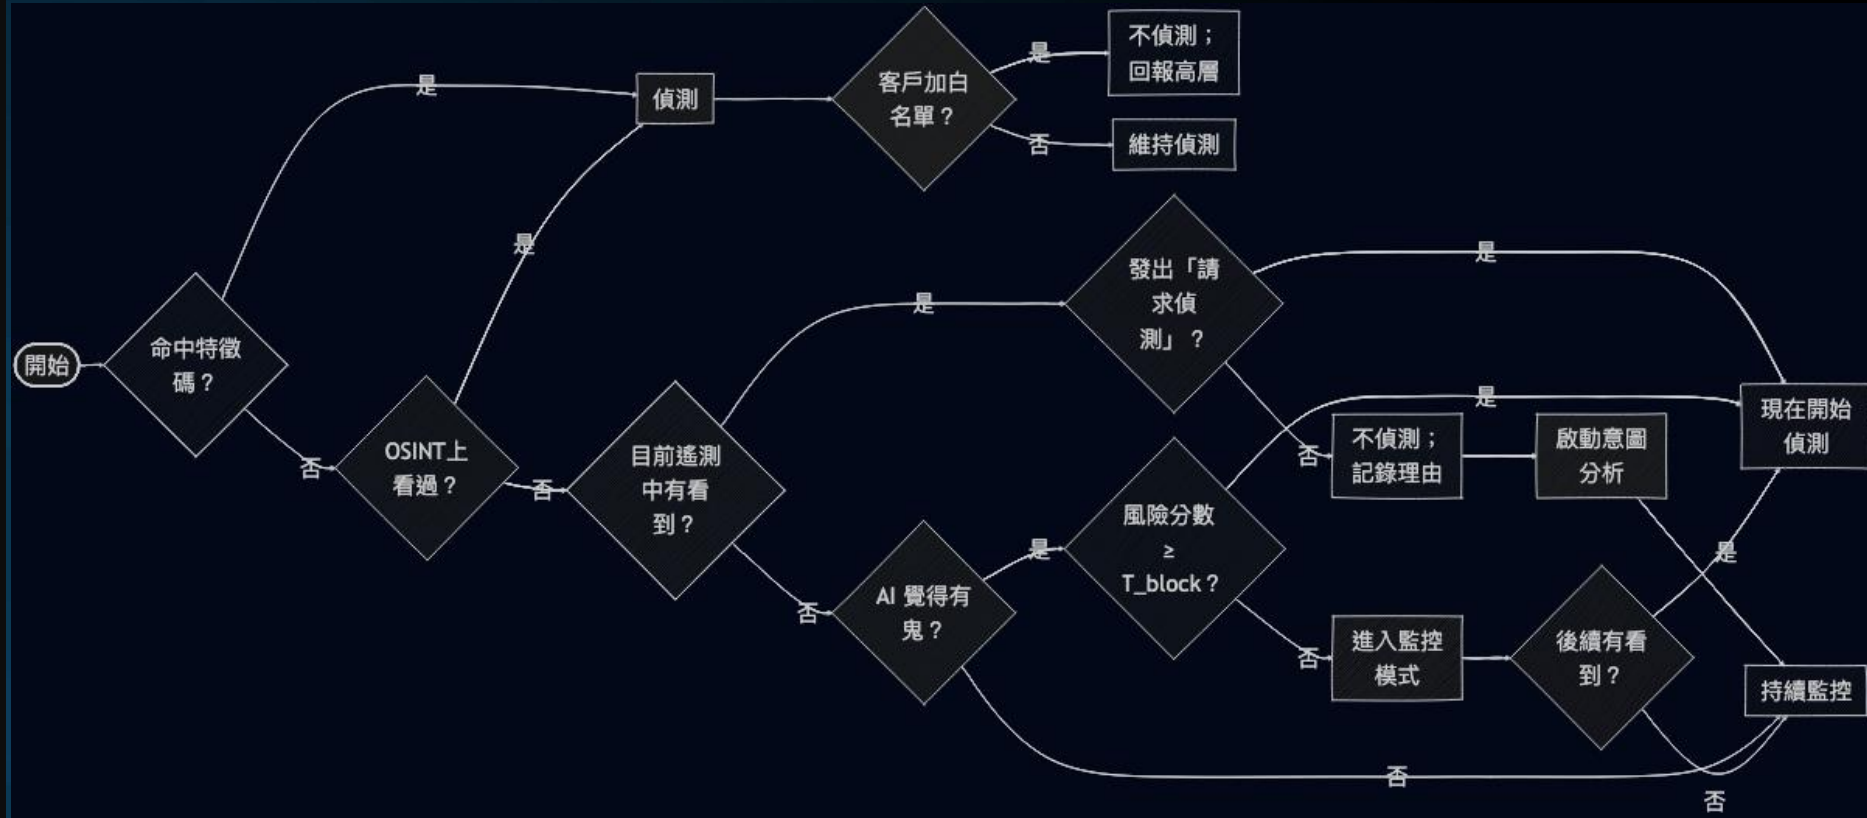 開始
命中特徵
碼？
是
否
OSINT上
看過？
是
否
偵測
客戶加白
名單？
是
不偵測；
回報高層
否
維持偵測
目前遙測
中有看
到？
是
否
發出「請
求偵
測」？
是
否
不偵測；
記錄理由
啟動意圖
分析
AI 覺得有
鬼？
是
否
風險分數
≥
T_block？
是
否
進入監控
模式
後續有看
到？
是
否
現在開始
偵測
持續監控